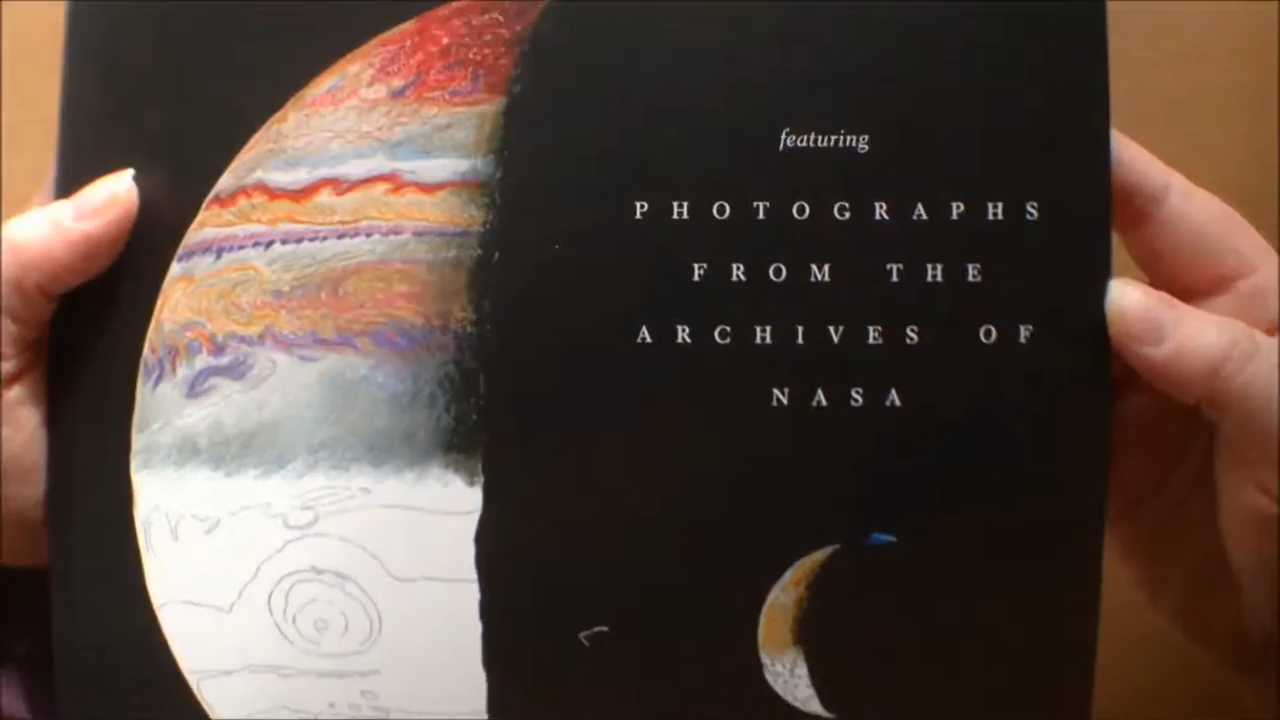 featuring
PHOTOGRAPHS
FROM THE
ARCHIVES OF
NASA